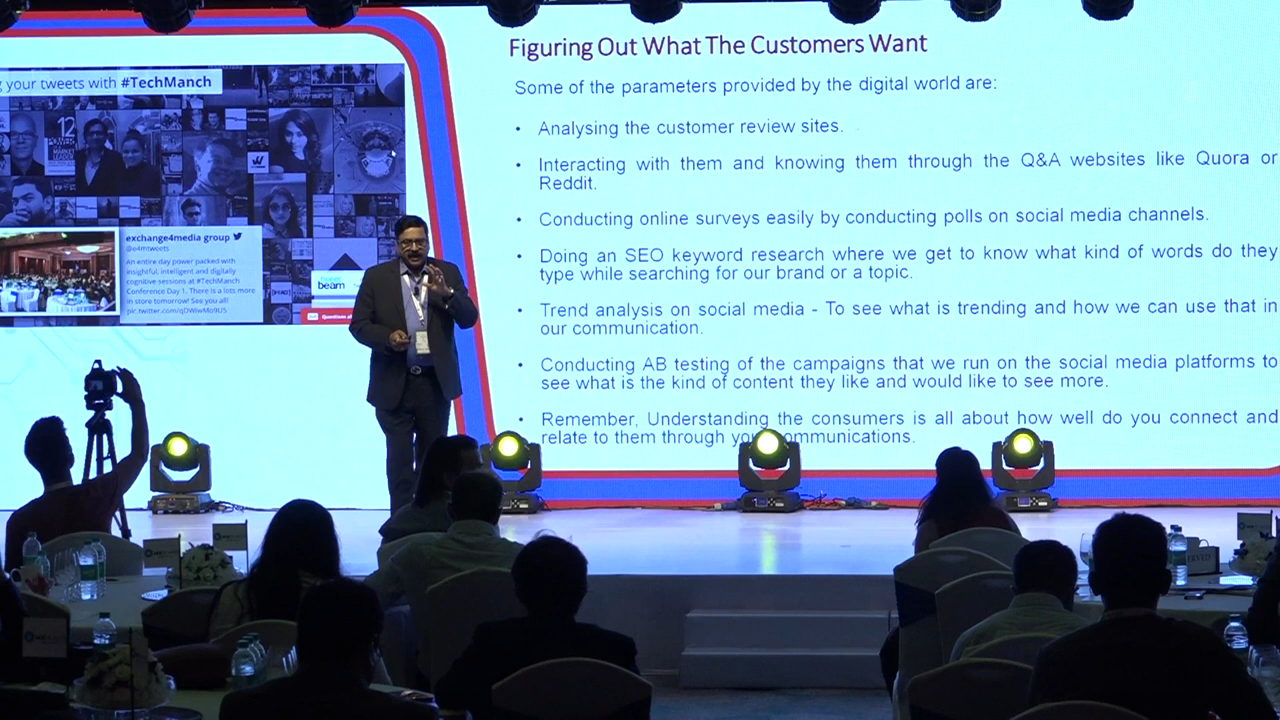 your tweets with #TechManch
12
exchange4media group
@e4mtweets
An entire day power packed with
insightful, intelligent and digitally
cognitive sessions at #TechManch
Conference Day 1. There is a lots more
in store tomorrow! See you all!
pic.twitter.com/qDWwMo9IJS
beam
Questions
Figuring Out What The Customers Want
Some of the parameters provided by the digital world are:
• Analysing the customer review sites.
• Interacting with them and knowing them through the Q&A websites like Quora or
Reddit.
• Conducting online surveys easily by conducting polls on social media channels.
• Doing an SEO keyword research where we get to know what kind of words do they
type while searching for our brand or a topic.
• Trend analysis on social media - To see what is trending and how we can use that in
our communication.
• Conducting AB testing of the campaigns that we run on the social media platforms to
see what is the kind of content they like and would like to see more.
• Remember, Understanding the consumers is all about how well do you connect and
relate to them through your communications.